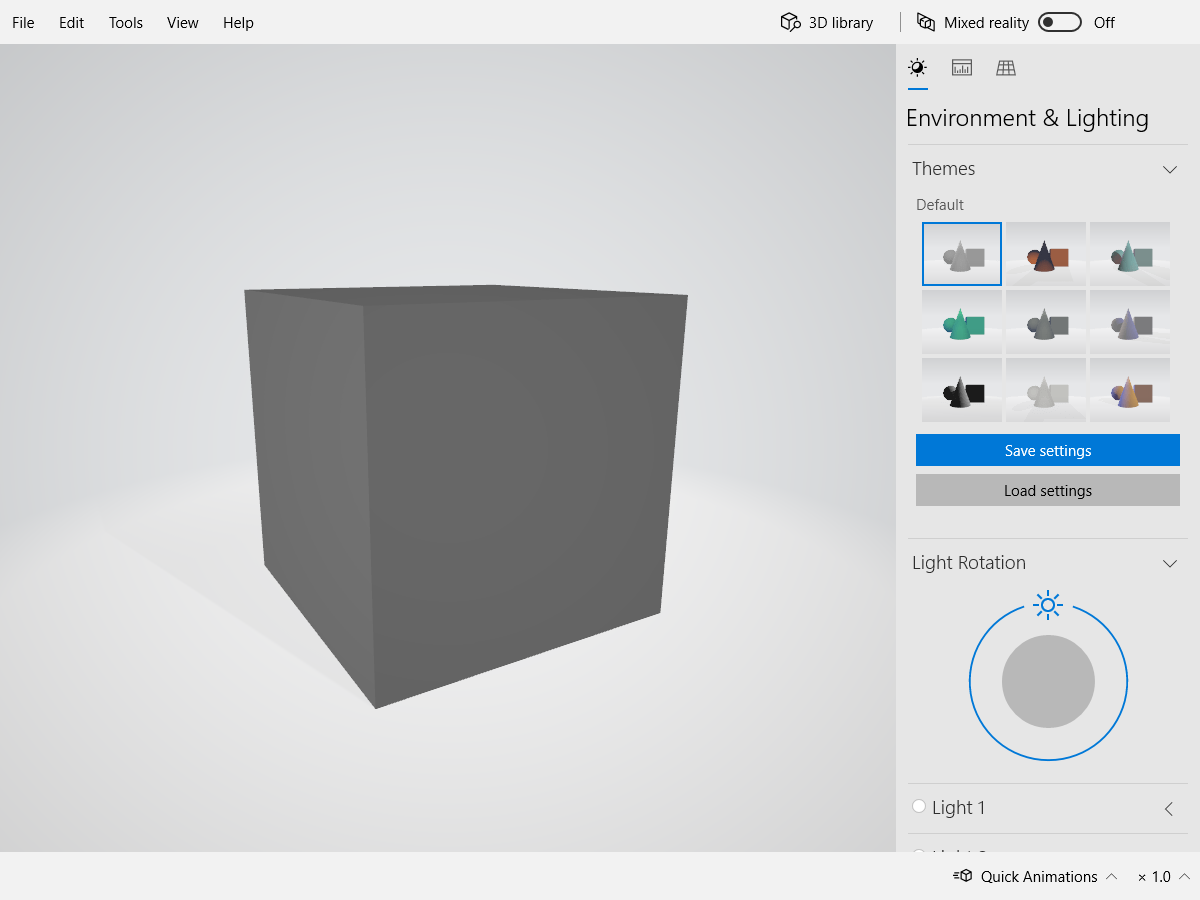 File Edit Tools View Help 3D library Mixed reality Off
Environment & Lighting
Themes
Default
Save settings
Load settings
Light Rotation
Light 1
Quick Animations × 1.0